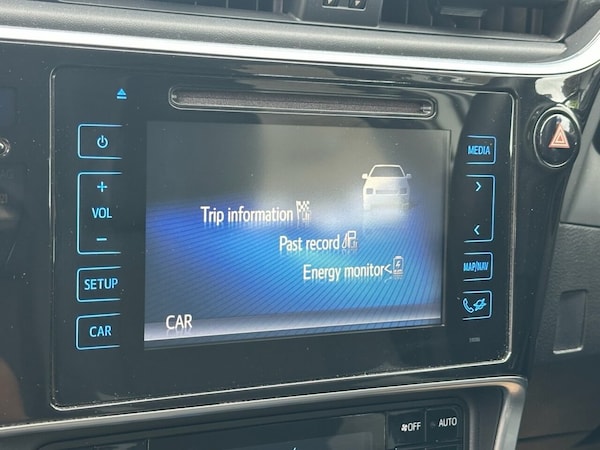 MEDIA
VOL
Trip information
Past record
Energy monitor
MAP/NAV
SETUP
CAR
CAR
OFF
AUTO